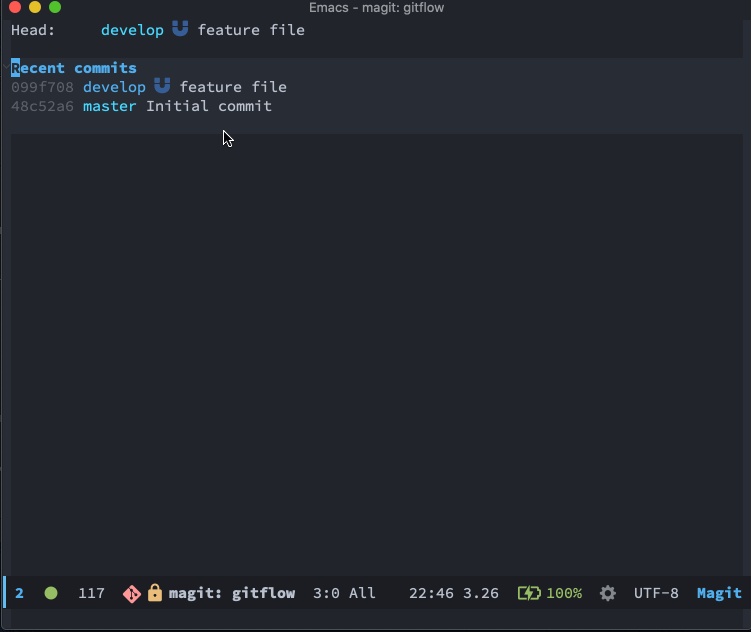 Emacs - magit: gitflow
Head: develop feature file
Recent commits
099f708 develop feature file
48c52a6 master Initial commit
2 117 magit: gitflow 3:0 All 22:46 3.26 100% UTF-8 Magit